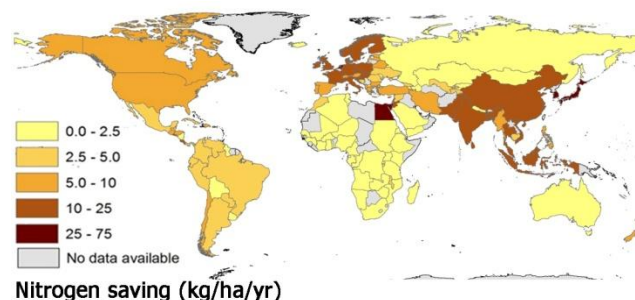 0.0 - 2.5
2.5 - 5.0
5.0 - 10
10 - 25
25 - 75
No data available
Nitrogen saving (kg/ha/yr)